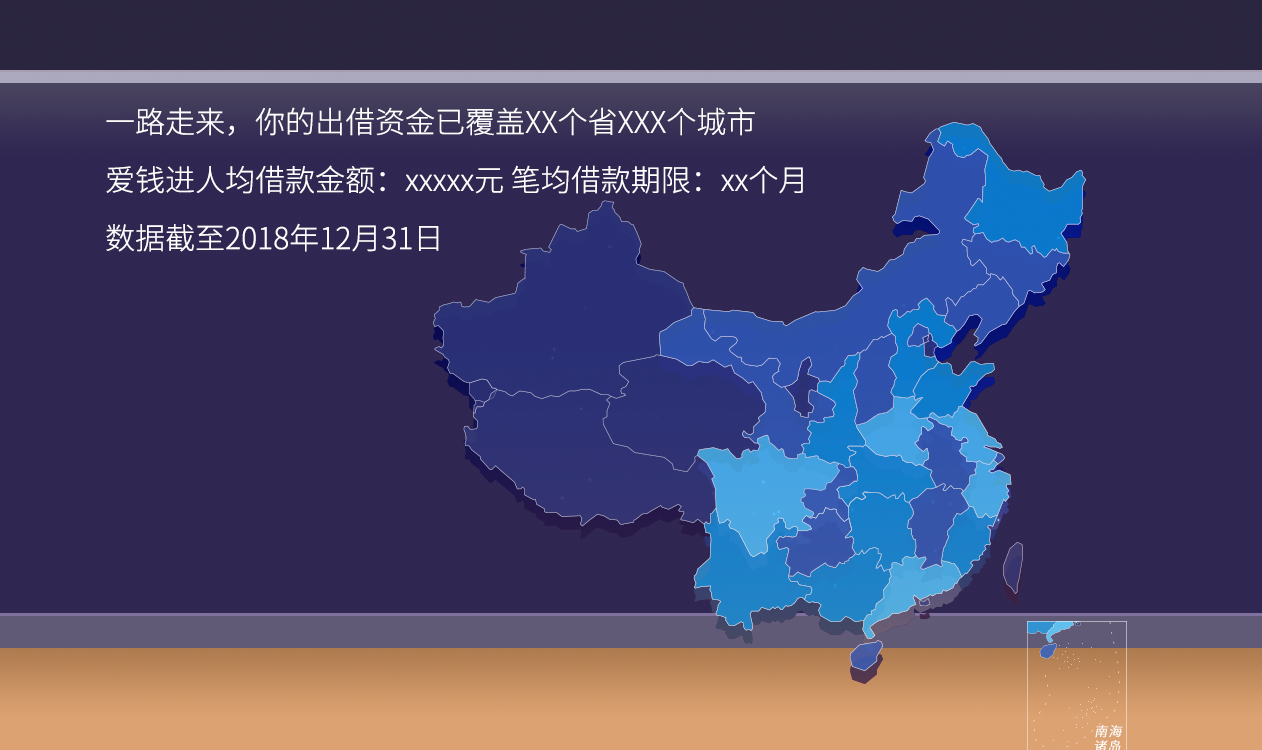 一路走来，你的出借资金已覆盖XX个省XXX个城市
爱钱进人均借款金额：xxxxx元 笔均借款期限：xx个月
数据截至2018年12月31日
南海
诸岛